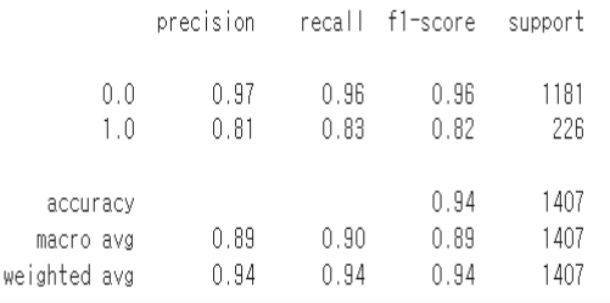 precision recall f1-score support
0.0 0.97 0.96 0.96 1181
1.0 0.81 0.83 0.82 226
accuracy 0.94 1407
macro avg 0.89 0.90 0.89 1407
weighted avg 0.94 0.94 0.94 1407